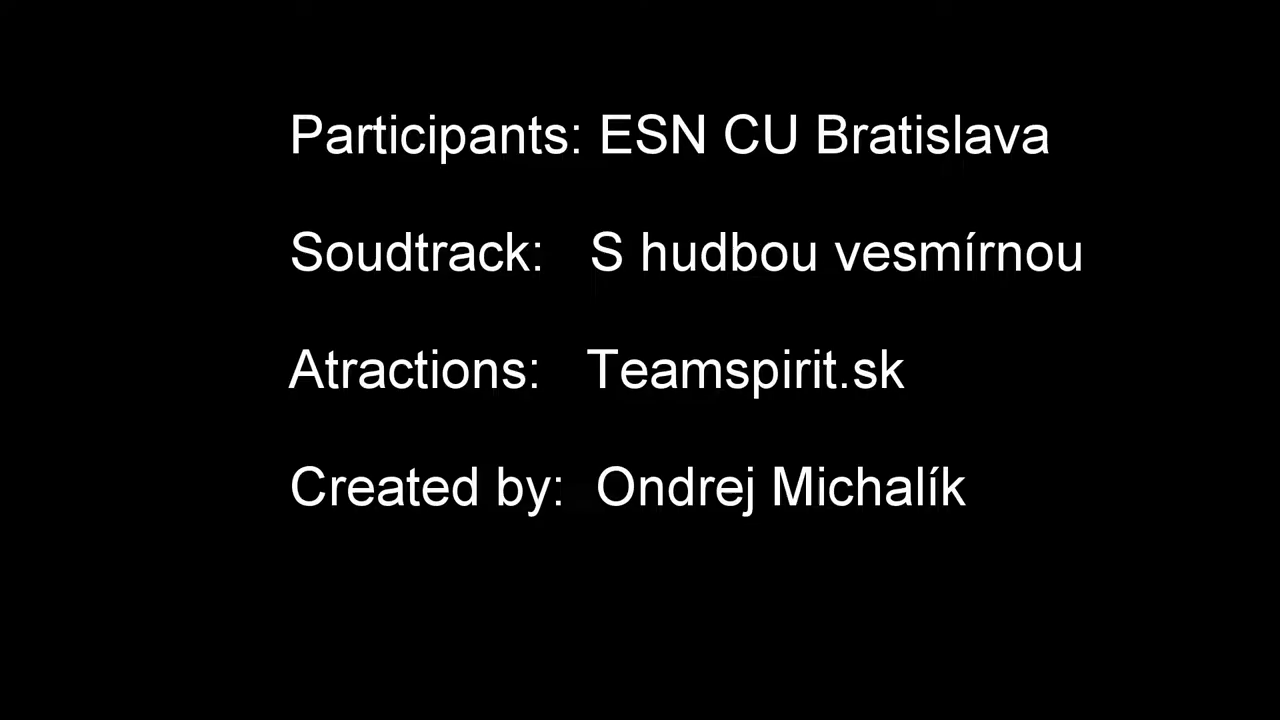 Participants: ESN CU Bratislava
Soudtrack: S hudbou vesmírnou
Atractions: Teamspirit.sk
Created by: Ondrej Michalík